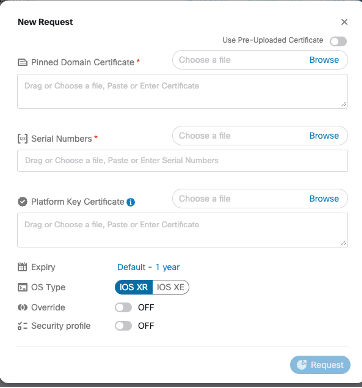 New Request
Use Pre-Uploaded Certificate
Pinned Domain Certificate *
Choose a file Browse
Drag or Choose a file, Paste or Enter Certificate
Serial Numbers *
Choose a file Browse
Drag or Choose a file, Paste or Enter Serial Numbers
Platform Key Certificate
Choose a file Browse
Drag or Choose a file, Paste or Enter Certificate
Expiry Default - 1 year
OS Type IOS XR IOS XE
Override OFF
Security profile OFF
Request